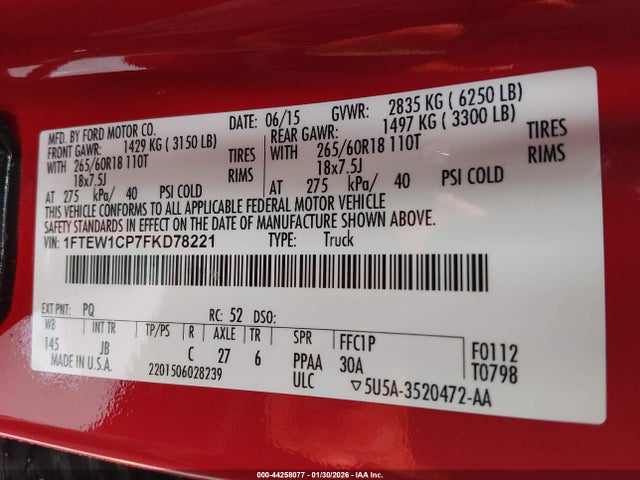 MFD. BY FORD MOTOR CO.
DATE: 06/15 GVWR: 2835 KG ( 6250 LB)
FRONT GAWR: 1429 KG ( 3150 LB)
REAR GAWR: 1497 KG ( 3300 LB)
WITH 265/60R18 110T TIRES
WITH 265/60R18 110T TIRES
18x7.5J RIMS
18x7.5J RIMS
AT 275 kPa/ 40 PSI COLD
AT 275 kPa/ 40 PSI COLD
THIS VEHICLE CONFORMS TO ALL APPLICABLE FEDERAL MOTOR VEHICLE
SAFETY STANDARDS IN EFFECT ON THE DATE OF MANUFACTURE SHOWN ABOVE.
VIN: 1FTEW1CP7FKD78221 TYPE: Truck
EXT PNT: PQ RC: 52 DSO:
WB INT TR TP/PS R AXLE TR SPR FFC1P F0112
145 JB C 27 6 PPAA 30A T0798
MADE IN U.S.A. 2201506028239 ULC ▽5U5A-3520472-AA
000-44258077 - 01/30/2026 - IAA Inc.